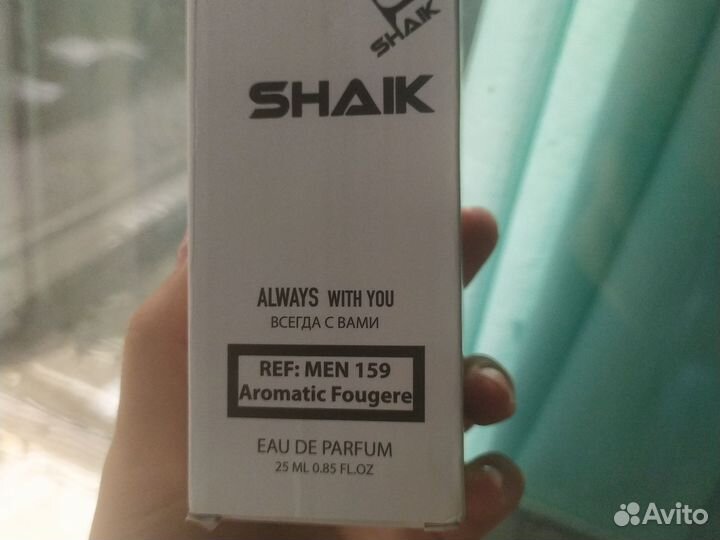 SHAIK
SHAIK
ALWAYS WITH YOU
ВСЕГДА С ВАМИ
REF: MEN 159
Aromatic Fougere
EAU DE PARFUM
25 ML 0.85 FL.OZ
Avito